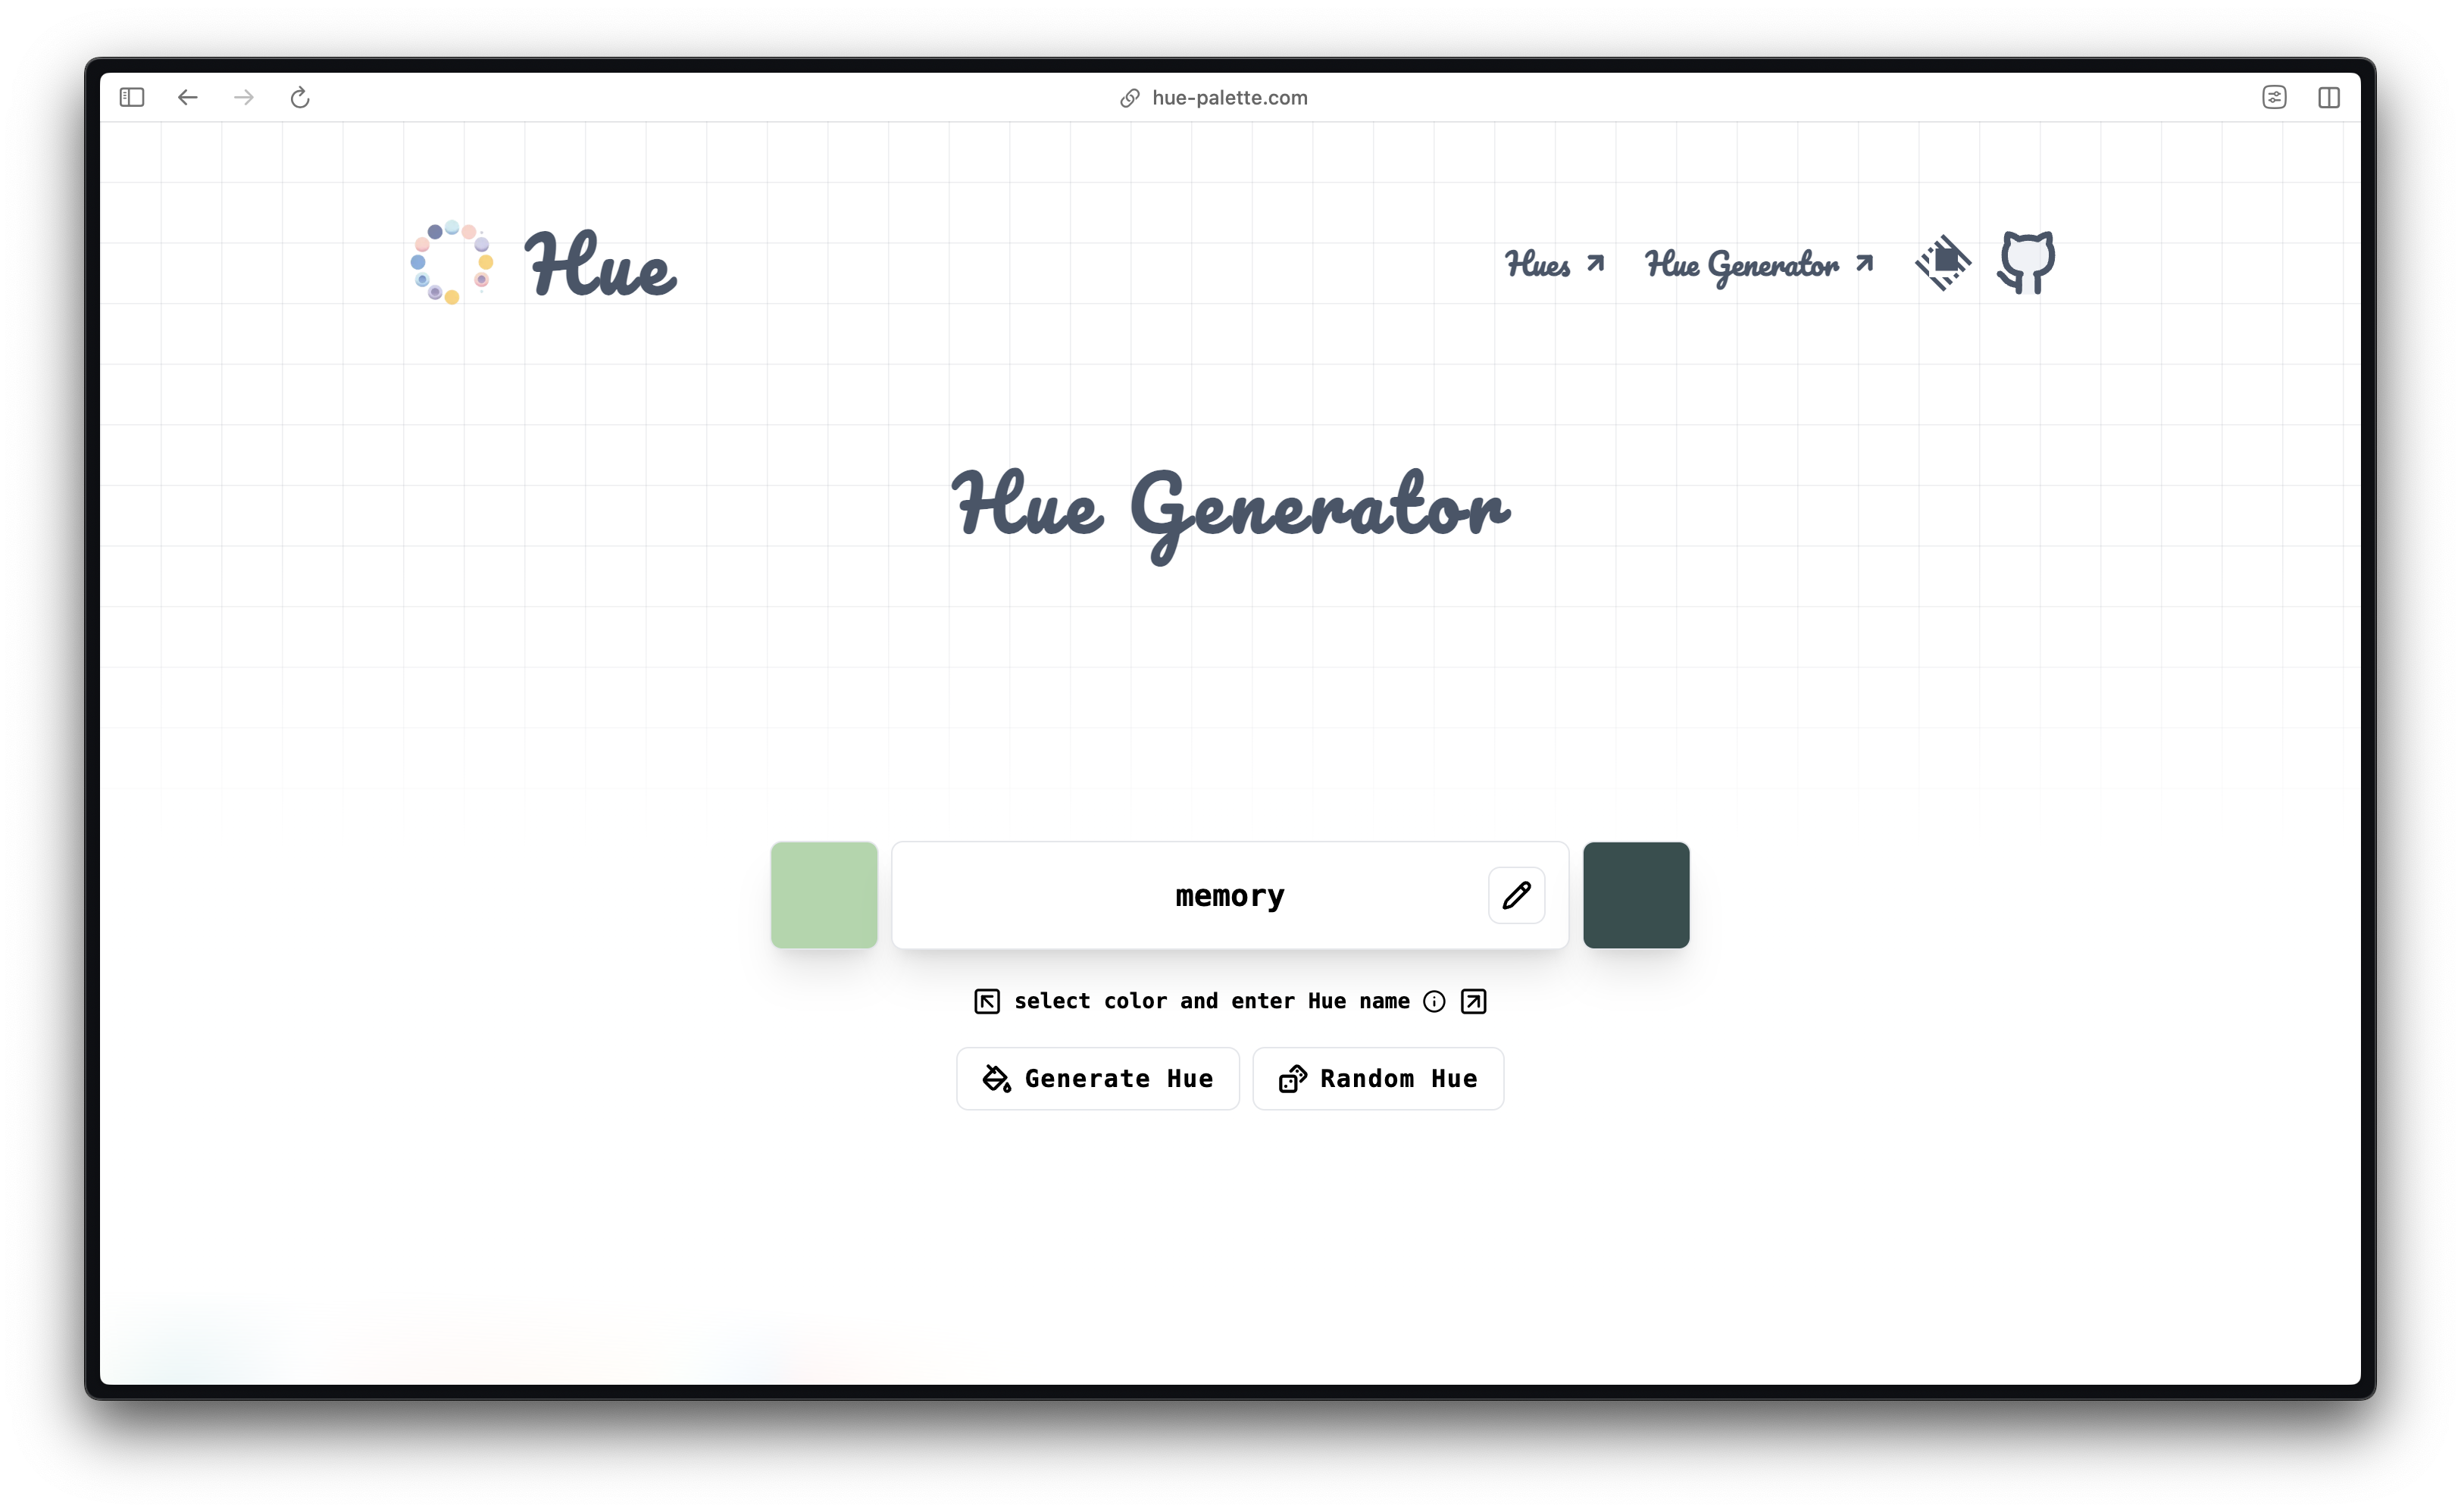 hue-palette.com
Hue
Hues
Hue Generator
Hue Generator
memory
select color and enter Hue name
Generate Hue
Random Hue